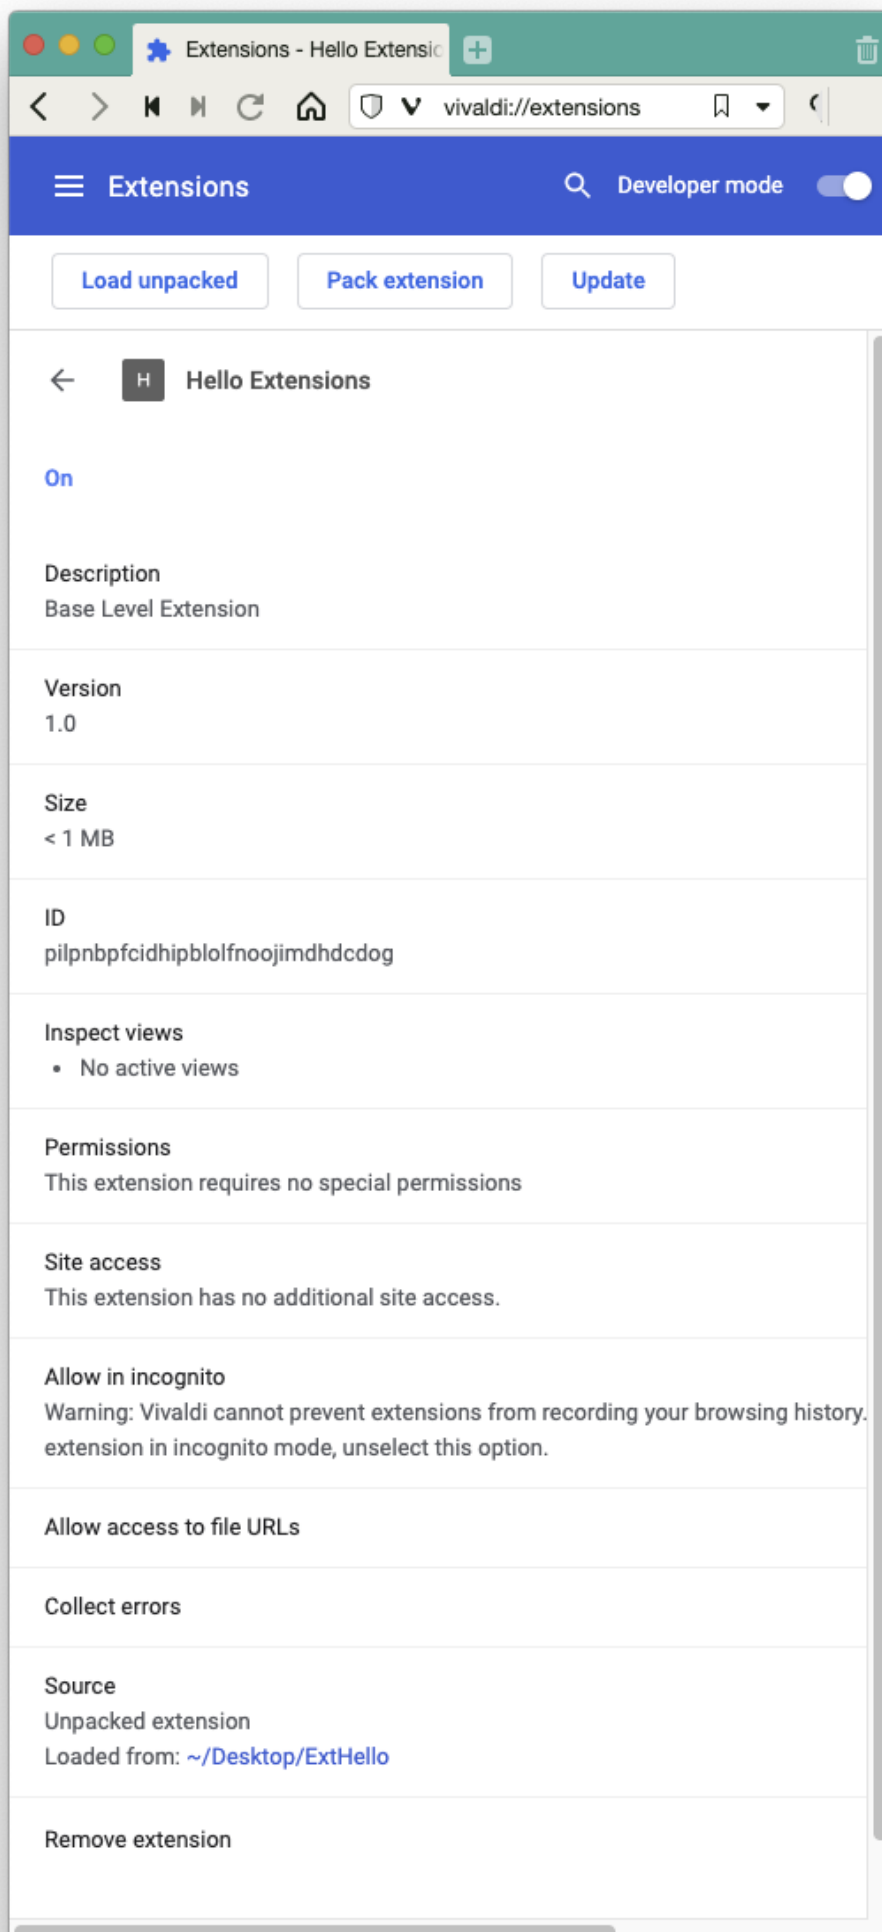 Extensions - Hello Extensio
vivaldi://extensions
Extensions
Developer mode
Load unpacked
Pack extension
Update
H
Hello Extensions
On
Description
Base Level Extension
Version
1.0
Size
< 1 MB
ID
pilpnbpfcidhipblolfnoojimdhdcdog
Inspect views
• No active views
Permissions
This extension requires no special permissions
Site access
This extension has no additional site access.
Allow in incognito
Warning: Vivaldi cannot prevent extensions from recording your browsing history.
extension in incognito mode, unselect this option.
Allow access to file URLs
Collect errors
Source
Unpacked extension
Loaded from: ~/Desktop/ExtHello
Remove extension